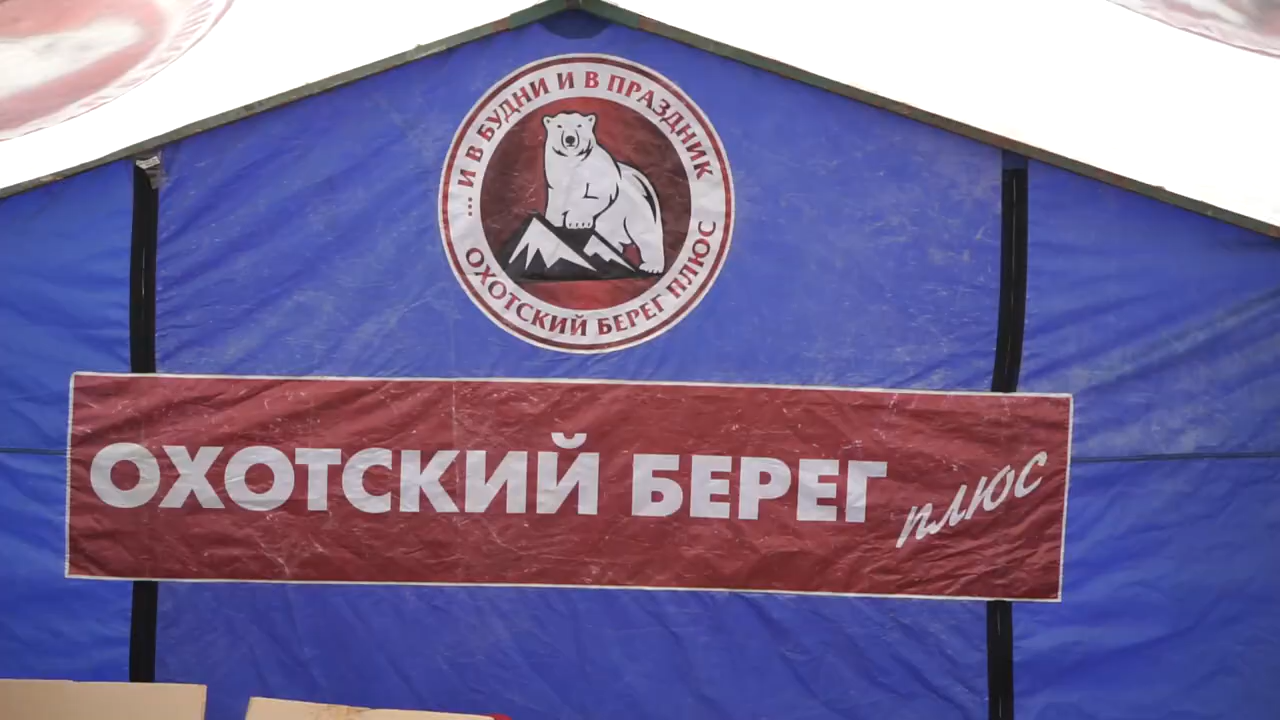 ... И В БУДНИ И В ПРАЗДНИК
ОХОТСКИЙ БЕРЕГ ПЛЮС
ОХОТСКИЙ БЕРЕГ плюс